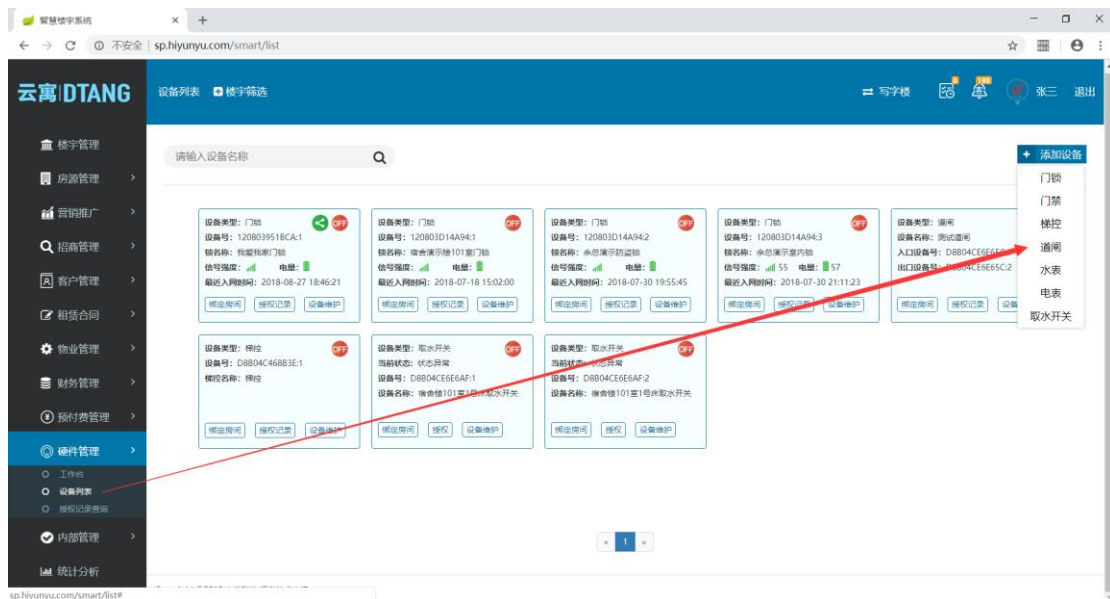 智慧楼宇系统
不安全 | sp.hiyunyu.com/smart/list
云寓|DTANG
设备列表 楼宇筛选
写字楼 0 195 张三 退出
楼宇管理
房源管理
营销推广
招商管理
客户管理
租赁合同
物业管理
财务管理
预付费管理
硬件管理
工作台
设备列表
授权记录查询
内部管理
统计分析
请输入设备名称
+ 添加设备
门锁
门禁
梯控
道闸
水表
电表
取水开关
设备类型：门锁 OFF
设备号：120803951BCA:1
锁名称：我爱我家门锁
信号强度： 电量：
最近入网时间：2018-08-27 18:46:21
绑定房间 授权记录 设备维护
设备类型：门锁 OFF
设备号：120803D14A94:1
锁名称：宿舍演示楼101室门锁
信号强度： 电量：
最近入网时间：2018-07-18 15:02:00
绑定房间 授权记录 设备维护
设备类型：门锁 OFF
设备号：120803D14A94:2
锁名称：余总演示防盗锁
信号强度： 电量：
最近入网时间：2018-07-30 19:55:45
绑定房间 授权记录 设备维护
设备类型：门锁 OFF
设备号：120803D14A94:3
锁名称：余总演示室内锁
信号强度： 55 电量： 57
最近入网时间：2018-07-30 21:11:23
绑定房间 授权记录 设备维护
设备类型：道闸
设备名称：测试道闸
入口设备号：D8B04CE6E65C
出口设备号：CE6E65C:2
绑定房间 授权记录
设备类型：梯控 OFF
设备号：D8B04C46BB3E:1
梯控名称：梯控
绑定房间 授权记录 设备维护
设备类型：取水开关 OFF
当前状态：状态异常
设备号：D8B04CE6E6AF:1
设备名称：宿舍楼101室1号床取水开关
绑定房间 授权 设备维护
设备类型：取水开关 OFF
当前状态：状态异常
设备号：D8B04CE6E6AF:2
设备名称：宿舍楼101室1号床取水开关
绑定房间 授权 设备维护
« 1 »
sp.hiyunyu.com/smart/list#